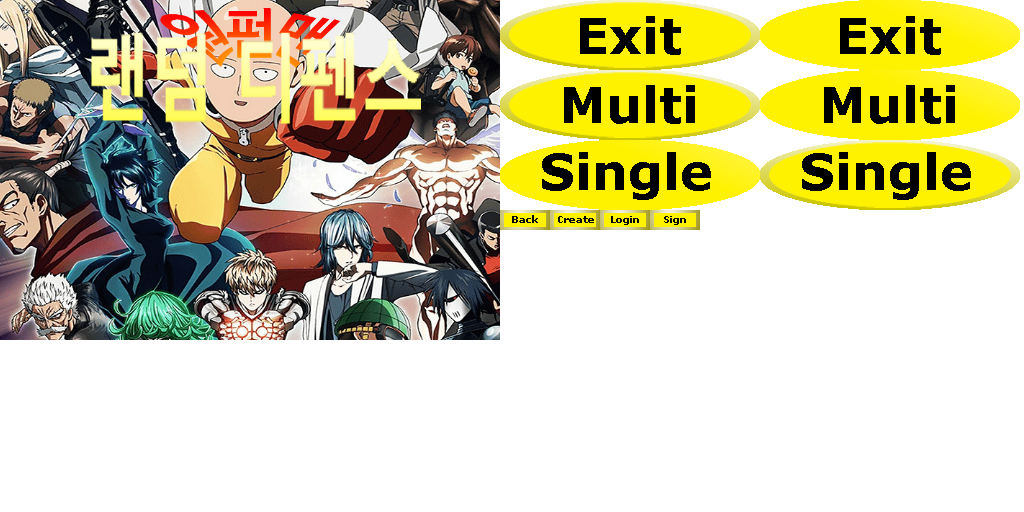 원펀맨
랜덤 디펜스
Exit Exit
Multi Multi
Single Single
Back Create Login Sign